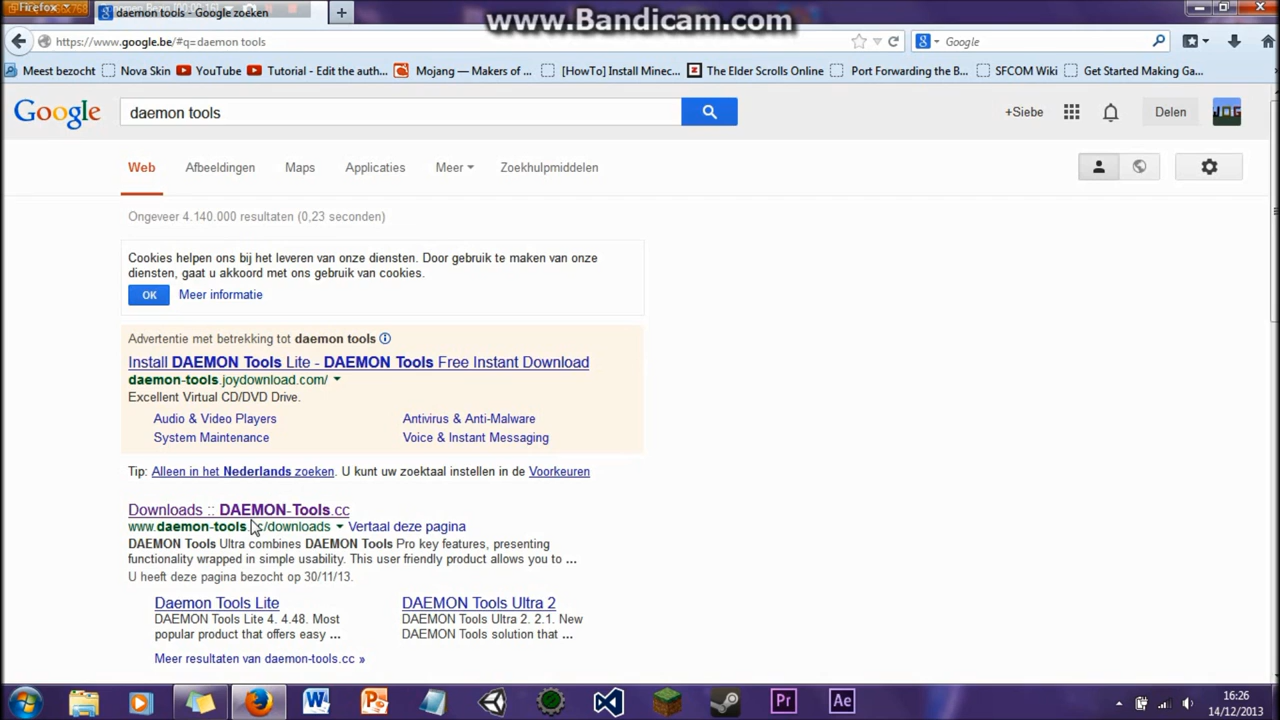 Firefox
www.Bandicam.com
daemon tools - Google zoeken
https://www.google.be/#q=daemon tools
Google
Meest bezocht
Nova Skin
YouTube
Tutorial - Edit the auth...
Mojang — Makers of ...
[HowTo] Install Minec...
The Elder Scrolls Online
Port Forwarding the B...
SFCOM Wiki
Get Started Making Ga...
Google
daemon tools
+Siebe
Delen
Web
Afbeeldingen
Maps
Applicaties
Meer
Zoekhulpmiddelen
Ongeveer 4.140.000 resultaten (0,23 seconden)
Cookies helpen ons bij het leveren van onze diensten. Door gebruik te maken van onze
diensten, gaat u akkoord met ons gebruik van cookies.
OK
Meer informatie
Advertentie met betrekking tot daemon tools
Install DAEMON Tools Lite - DAEMON Tools Free Instant Download
daemon-tools.joydownload.com/
Excellent Virtual CD/DVD Drive.
Audio & Video Players
Antivirus & Anti-Malware
System Maintenance
Voice & Instant Messaging
Tip: Alleen in het Nederlands zoeken. U kunt uw zoektaal instellen in de Voorkeuren
Downloads :: DAEMON-Tools.cc
www.daemon-tools.cc/downloads
Vertaal deze pagina
DAEMON Tools Ultra combines DAEMON Tools Pro key features, presenting
functionality wrapped in simple usability. This user friendly product allows you to ...
U heeft deze pagina bezocht op 30/11/13.
Daemon Tools Lite
DAEMON Tools Lite 4. 4.48. Most
popular product that offers easy ...
DAEMON Tools Ultra 2
DAEMON Tools Ultra 2. 2.1. New
DAEMON Tools solution that ...
Meer resultaten van daemon-tools.cc »
16:26
14/12/2013